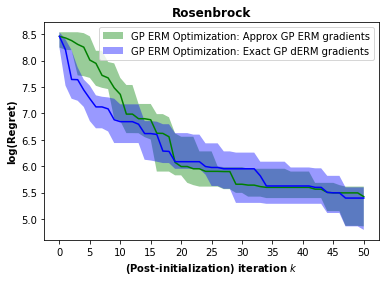 Rosenbrock
GP ERM Optimization: Approx GP ERM gradients
GP ERM Optimization: Exact GP dERM gradients
log(Regret)
8.5
8.0
7.5
7.0
6.5
6.0
5.5
5.0
0 5 10 15 20 25 30 35 40 45 50
(Post-initialization) iteration k